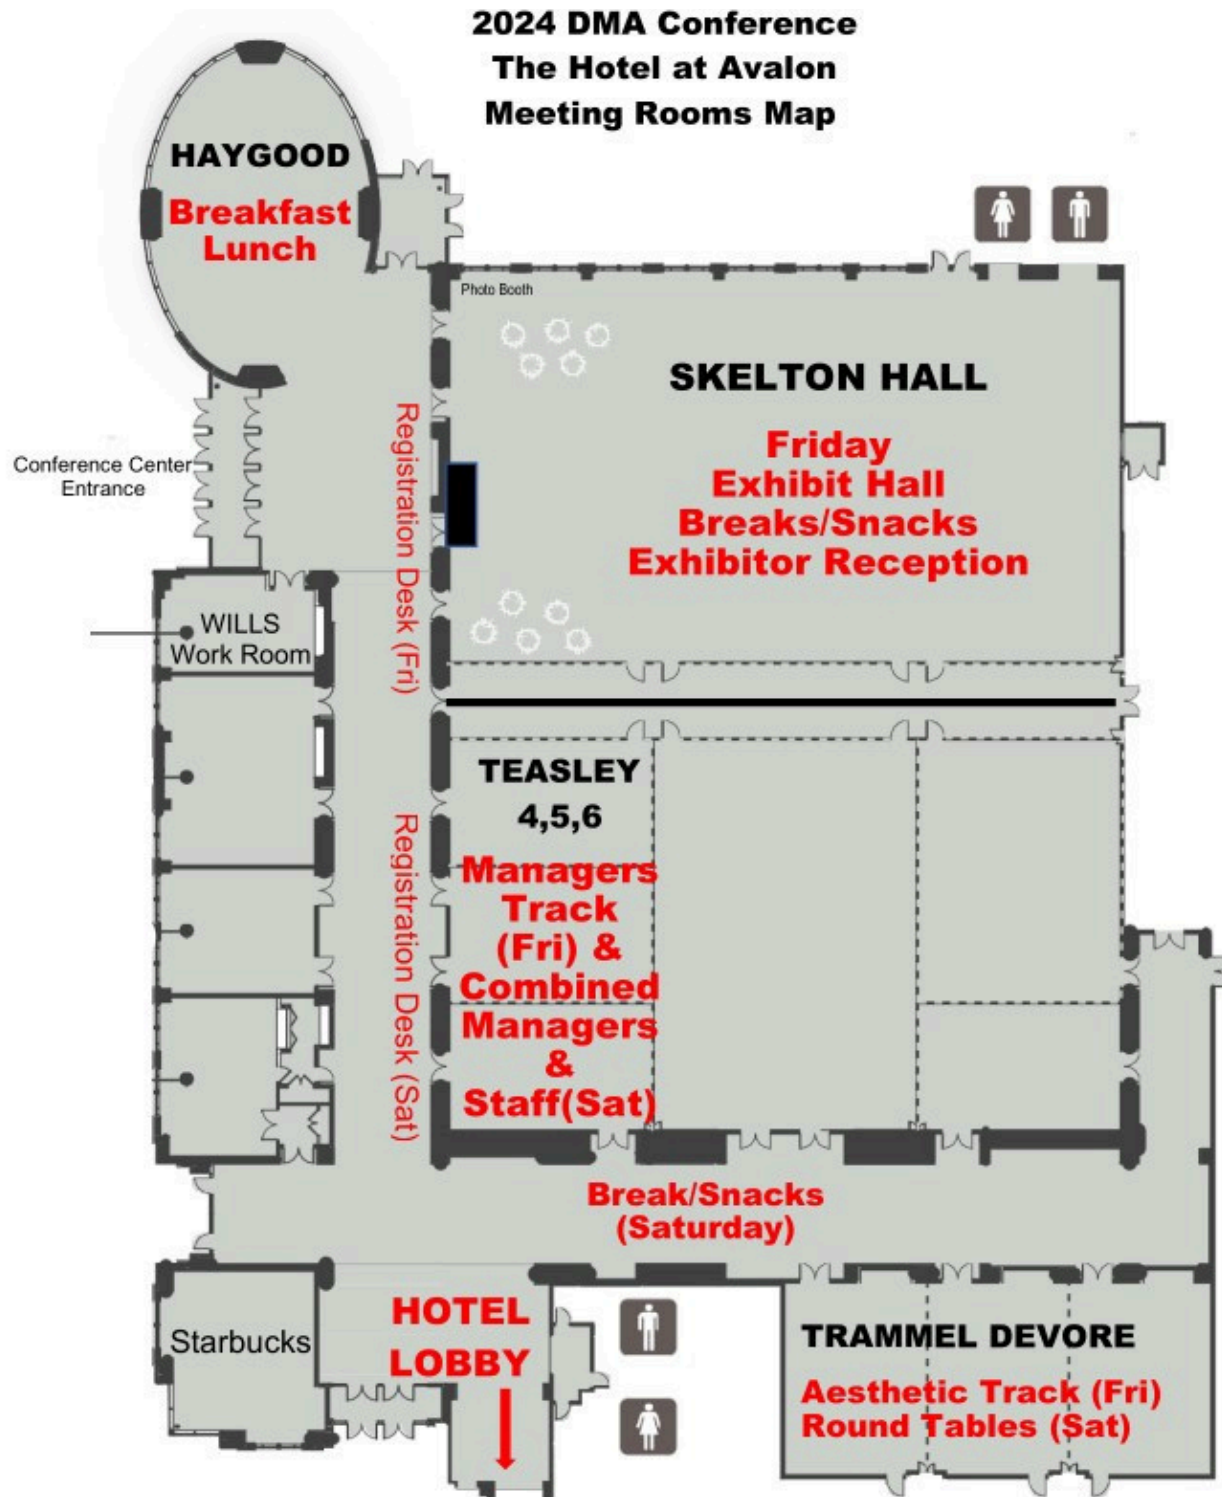 2024 DMA Conference
The Hotel at Avalon
Meeting Rooms Map
HAYGOOD
Breakfast
Lunch
Photo Booth
SKELTON HALL
Friday
Exhibit Hall
Breaks/Snacks
Exhibitor Reception
Conference Center
Entrance
Registration Desk (Fri)
WILLS
Work Room
TEASLEY
4,5,6
Managers
Track
(Fri) &
Combined
Managers
&
Staff(Sat)
Registration Desk (Sat)
Break/Snacks
(Saturday)
Starbucks
HOTEL
LOBBY
TRAMMEL DEVORE
Aesthetic Track (Fri)
Round Tables (Sat)